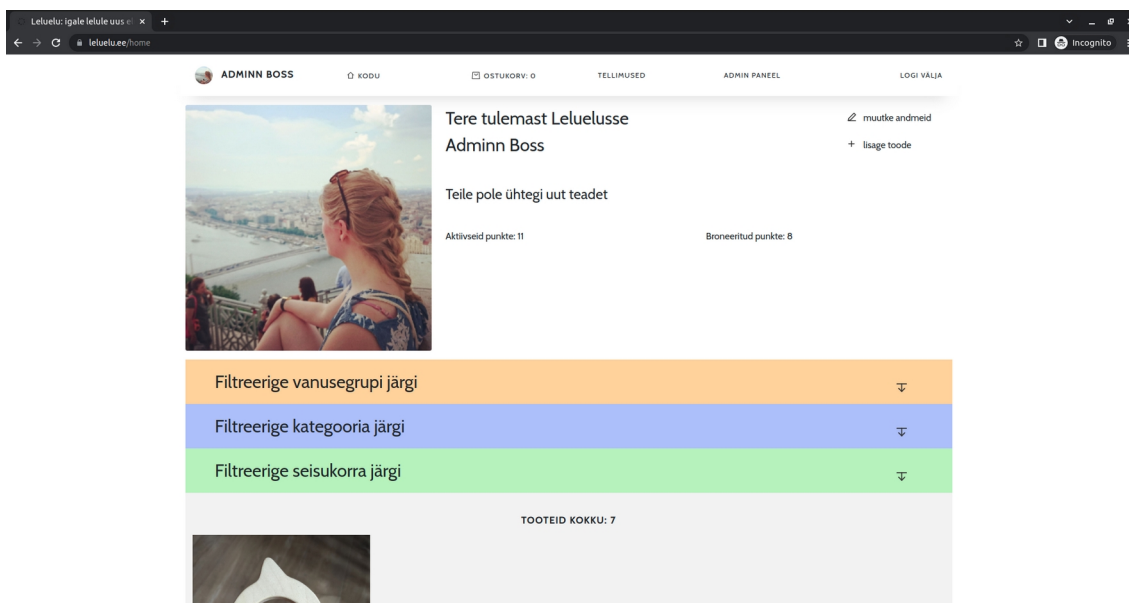 Leluelu: igale lelule uus el
leluelu.ee/home
Incognito
ADMINN BOSS
KODU
OSTUKORV: 0
TELLIMUSED
ADMIN PANEEL
LOGI VÄLJA
Tere tulemast Leluelusse
Adminn Boss
muutke andmeid
lisage toode
Teile pole ühtegi uut teadet
Aktiivseid punkte: 11
Broneeritud punkte: 8
Filtreerige vanusegrupi järgi
Filtreerige kategooria järgi
Filtreerige seisukorra järgi
TOOTEID KOKKU: 7